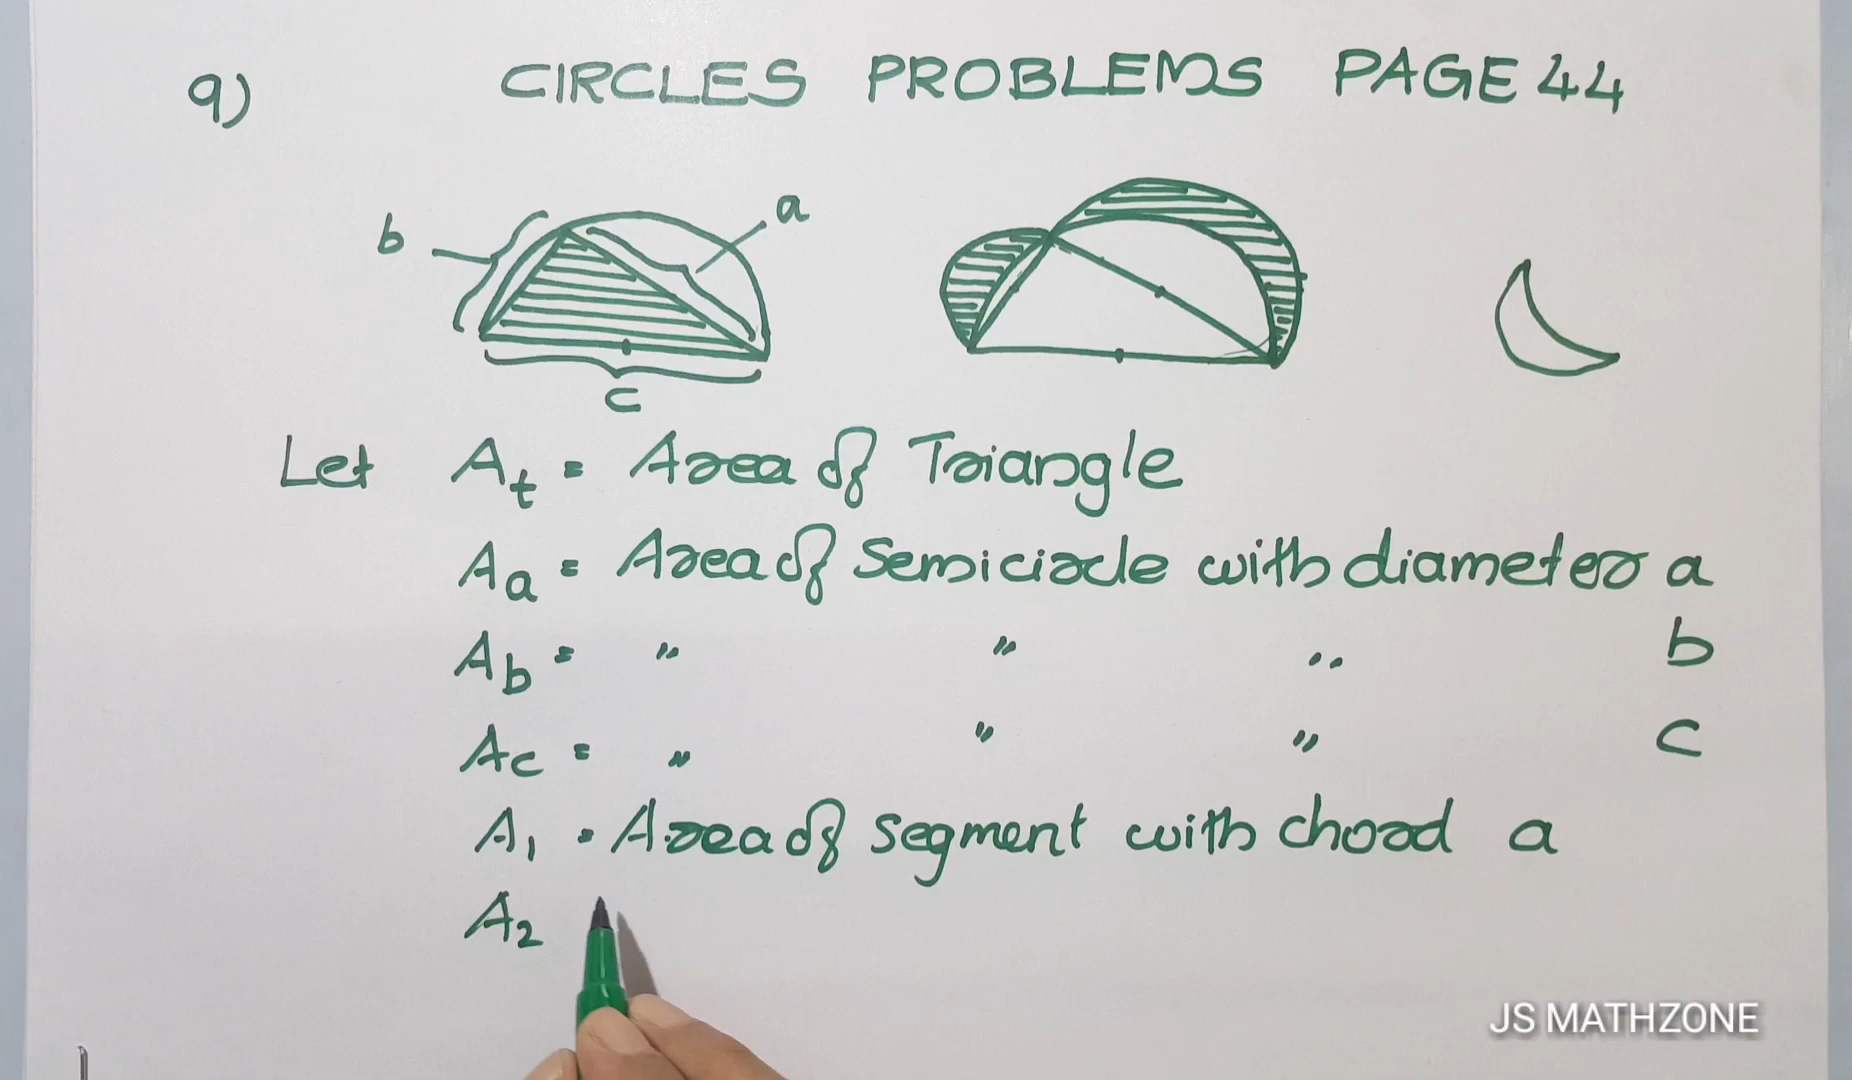 9) CIRCLES PROBLEMS PAGE 44
b
a
c
Let At = Area of Triangle
Aa = Area of Semicircle with diameter a
Ab = " " " b
Ac = " " " c
A1 = Area of segment with chord a
A2
JS MATHZONE